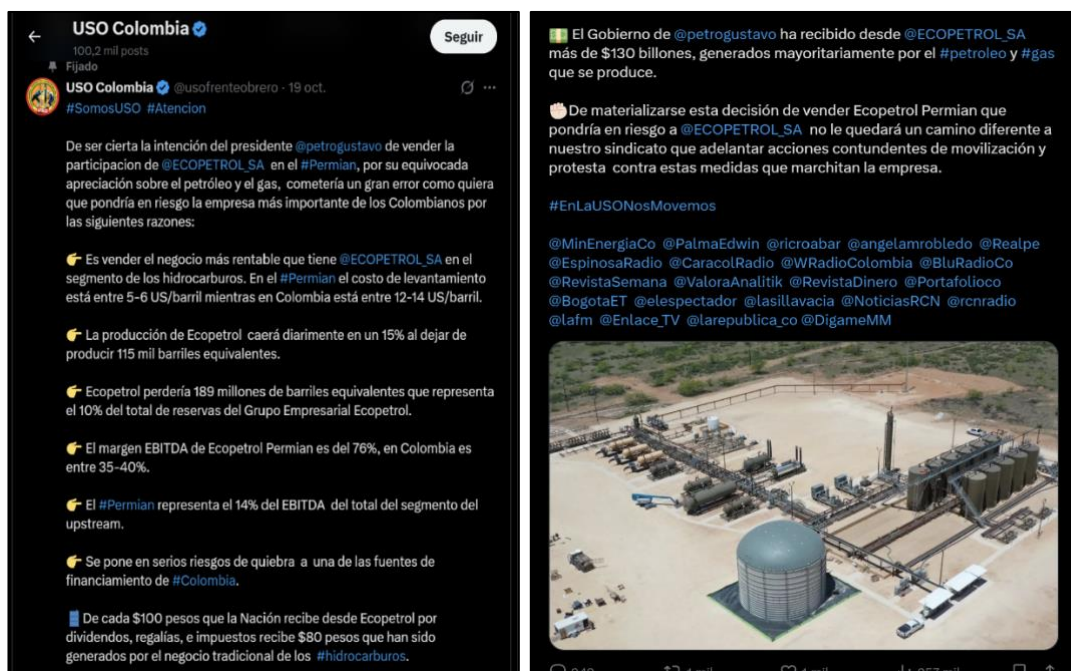 USO Colombia
100,2 mil posts
Seguir
Fijado
USO Colombia @usofrenteobrero · 19 oct.
#SomosUSO #Atencion
De ser cierta la intención del presidente @petrogustavo de vender la
participacion de @ECOPETROL_SA en el #Permian, por su equivocada
apreciación sobre el petróleo y el gas, cometería un gran error como quiera
que pondría en riesgo la empresa más importante de los Colombianos por
las siguientes razones:
👉 Es vender el negocio más rentable que tiene @ECOPETROL_SA en el
segmento de los hidrocarburos. En el #Permian el costo de levantamiento
está entre 5-6 US/barril mientras en Colombia está entre 12-14 US/barril.
👉 La producción de Ecopetrol caerá diariamente en un 15% al dejar de
producir 115 mil barriles equivalentes.
👉 Ecopetrol perdería 189 millones de barriles equivalentes que representa
el 10% del total de reservas del Grupo Empresarial Ecopetrol.
👉 El margen EBITDA de Ecopetrol Permian es del 76%, en Colombia es
entre 35-40%.
👉 El #Permian representa el 14% del EBITDA del total del segmento del
upstream.
👉 Se pone en serios riesgos de quiebra a una de las fuentes de
financiamiento de #Colombia.
De cada $100 pesos que la Nación recibe desde Ecopetrol por
dividendos, regalías, e impuestos recibe $80 pesos que han sido
generados por el negocio tradicional de los #hidrocarburos.
💵 El Gobierno de @petrogustavo ha recibido desde @ECOPETROL_SA
más de $130 billones, generados mayoritariamente por el #petroleo y #gas
que se produce.
✊🏻De materializarse esta decisión de vender Ecopetrol Permian que
pondría en riesgo a @ECOPETROL_SA no le quedará un camino diferente a
nuestro sindicato que adelantar acciones contundentes de movilización y
protesta contra estas medidas que marchitan la empresa.
#EnLaUSONosMovemos
@MinEnergiaCo @PalmaEdwin @ricroabar @angelamrobledo @Realpe
@EspinosaRadio @CaracolRadio @WRadioColombia @BluRadioCo
@RevistaSemana @ValoraAnalitik @RevistaDinero @Portafolioco
@BogotaET @elespectador @lasillavacia @NoticiasRCN @rcnradio
@lafm @Enlace_TV @larepublica_co @DigameMM